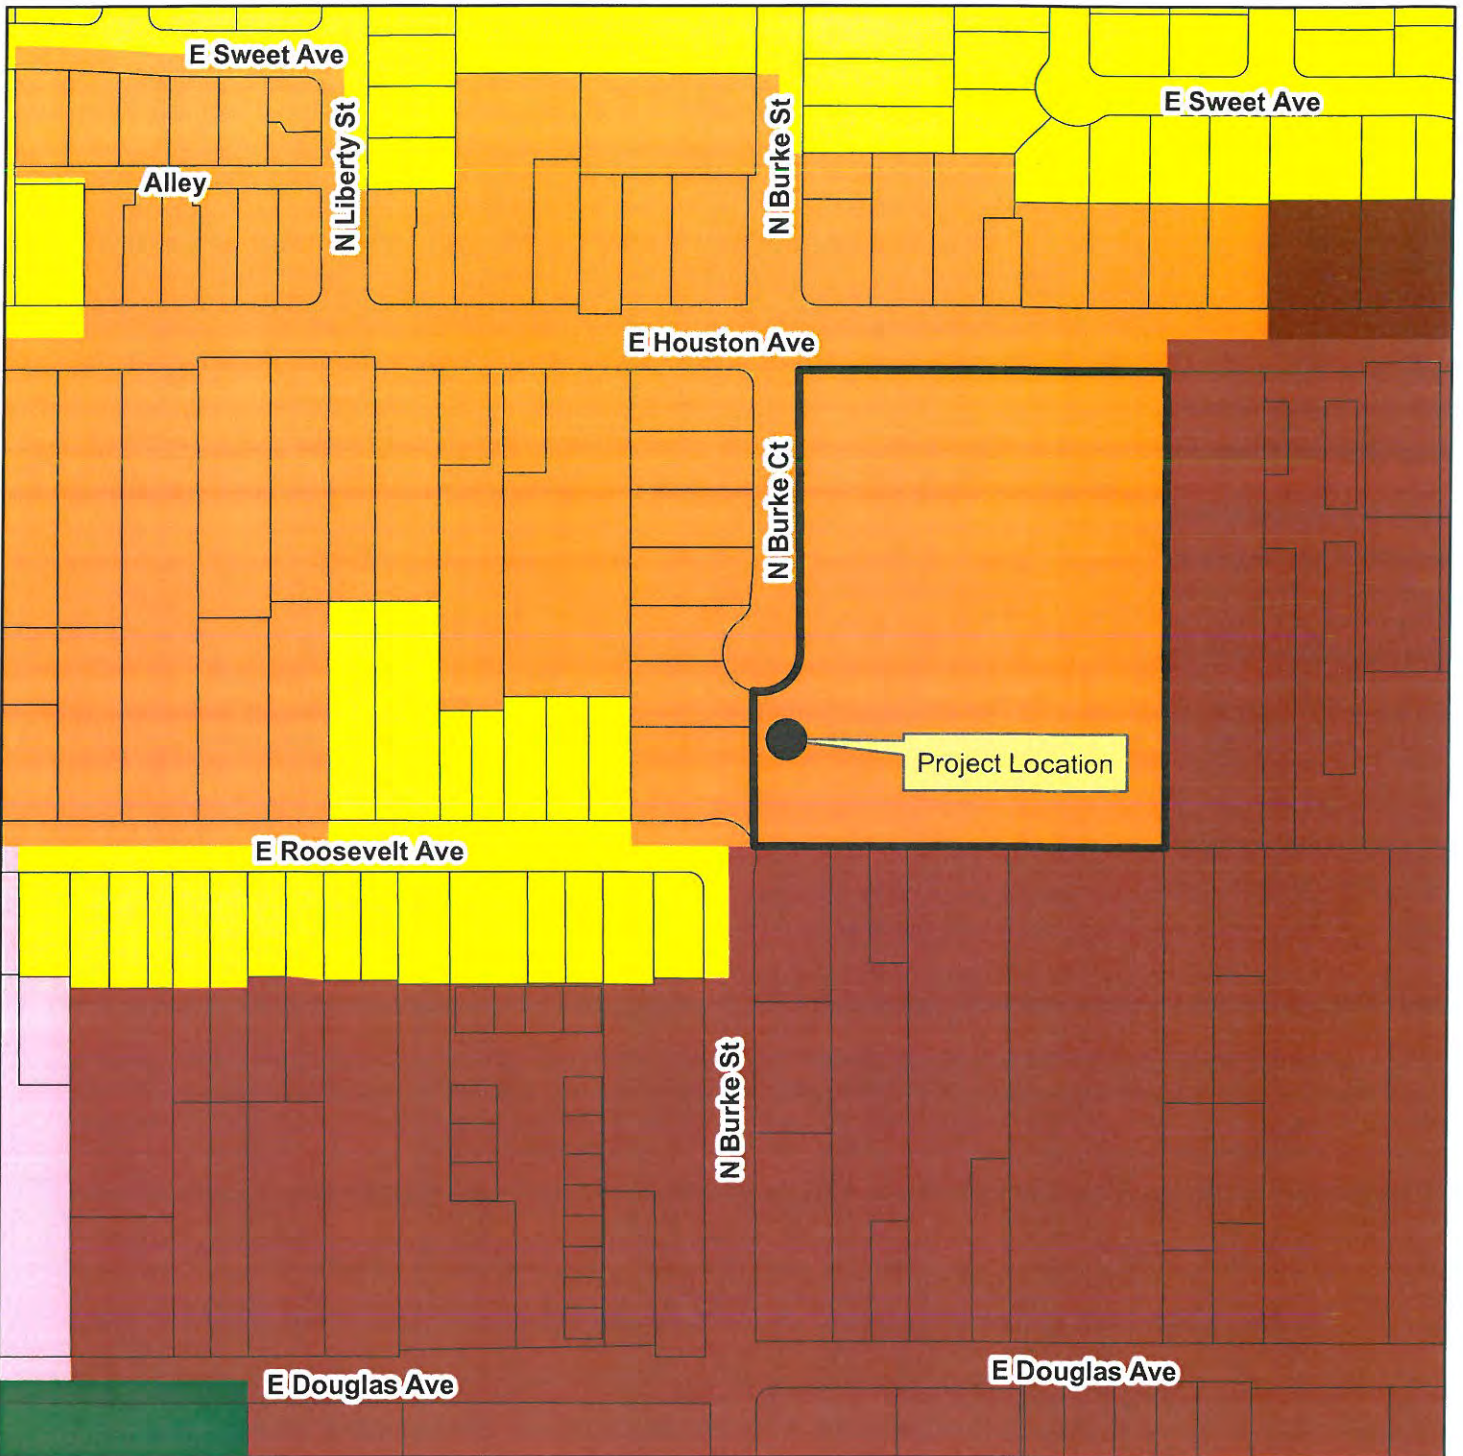 E Sweet Ave
E Sweet Ave
N Liberty St
N Burke St
Alley
E Houston Ave
N Burke Ct
Project Location
E Roosevelt Ave
N Burke St
E Douglas Ave
E Douglas Ave